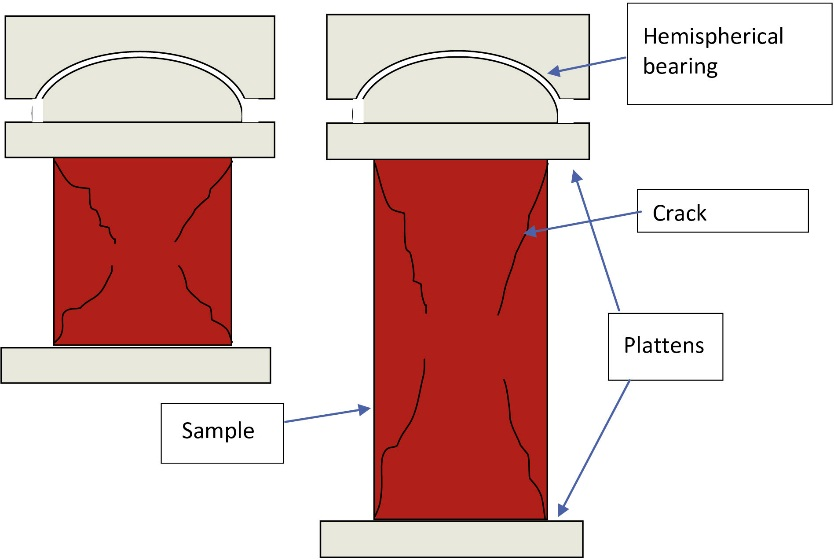 Hemispherical
bearing
Crack
Plattens
Sample